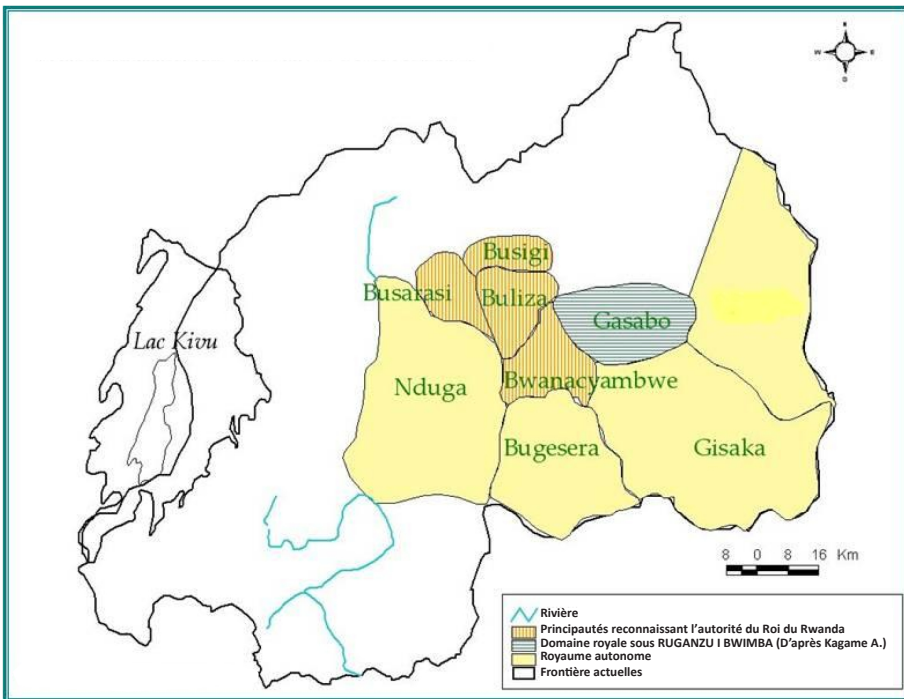 N
W
E
Busigi
Busarasi
Buliza
Lac Kivu
Gasabo
Nduga
Bwanacyambwe
Bugesera
Gisaka
8 0 8 16 Km
Rivière
Principautés reconnaissant l'autorité du Roi du Rwanda
Domaine royale sous RUGANZU I BWIMBA (D'après Kagame A.)
Royaume autonome
Frontière actuelles